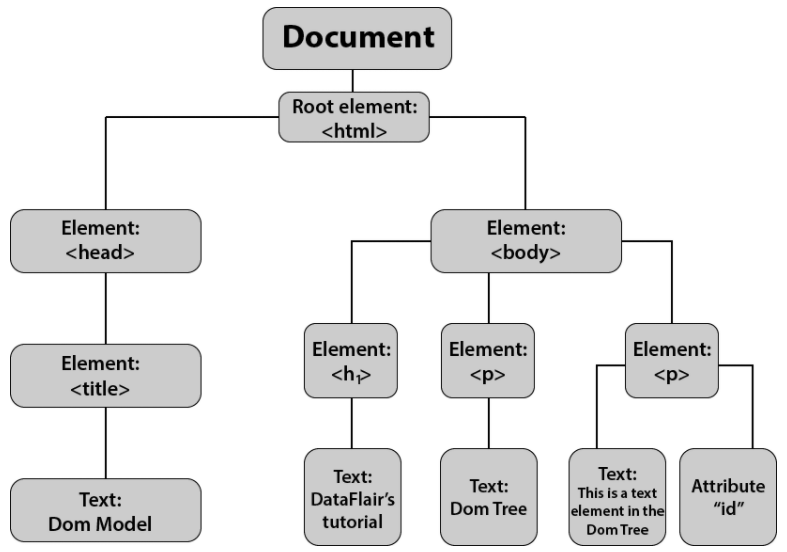 Document
Root element:
<html>
Element:
<head>
Element:
<body>
Element:
<title>
Element:
<h₁>
Element:
<p>
Element:
<p>
Text:
Dom Model
Text:
DataFlair's
tutorial
Text:
Dom Tree
Text:
This is a text
element in the
Dom Tree
Attribute
“id”